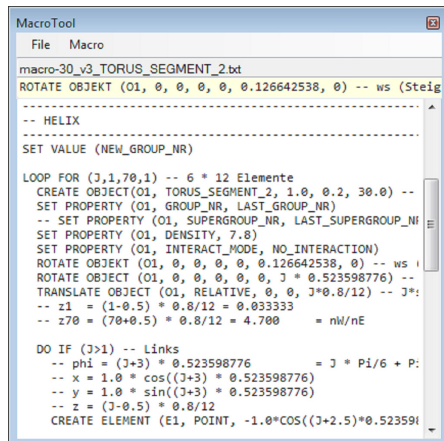 MacroTool
File Macro
macro-30_v3_TORUS_SEGMENT_2.txt
ROTATE OBJEKT (O1, 0, 0, 0, 0, 0.126642538, 0) -- ws (Steig
--------------------------------------------------------
-- HELIX
--------------------------------------------------------
SET VALUE (NEW_GROUP_NR)
LOOP FOR (J,1,70,1) -- 6 * 12 Elemente
CREATE OBJECT(O1, TORUS_SEGMENT_2, 1.0, 0.2, 30.0) --
SET PROPERTY (O1, GROUP_NR, LAST_GROUP_NR)
-- SET PROPERTY (O1, SUPERGROUP_NR, LAST_SUPERGROUP_NR
SET PROPERTY (O1, DENSITY, 7.8)
SET PROPERTY (O1, INTERACT_MODE, NO_INTERACTION)
ROTATE OBJEKT (O1, 0, 0, 0, 0, 0.126642538, 0) -- ws (
ROTATE OBJECT (O1, 0, 0, 0, 0, 0, J * 0.523598776) --
TRANSLATE OBJECT (O1, RELATIVE, 0, 0, J*0.8/12) -- J*s
-- z1 = (1-0.5) * 0.8/12 = 0.033333
-- z70 = (70+0.5) * 0.8/12 = 4.700 = nW/nE
DO IF (J>1) -- Links
-- phi = (J+3) * 0.523598776 = J * Pi/6 + Pi
-- x = 1.0 * cos((J+3) * 0.523598776)
-- y = 1.0 * sin((J+3) * 0.523598776)
-- z = (J-0.5) * 0.8/12
CREATE ELEMENT (E1, POINT, -1.0*COS((J+2.5)*0.52359